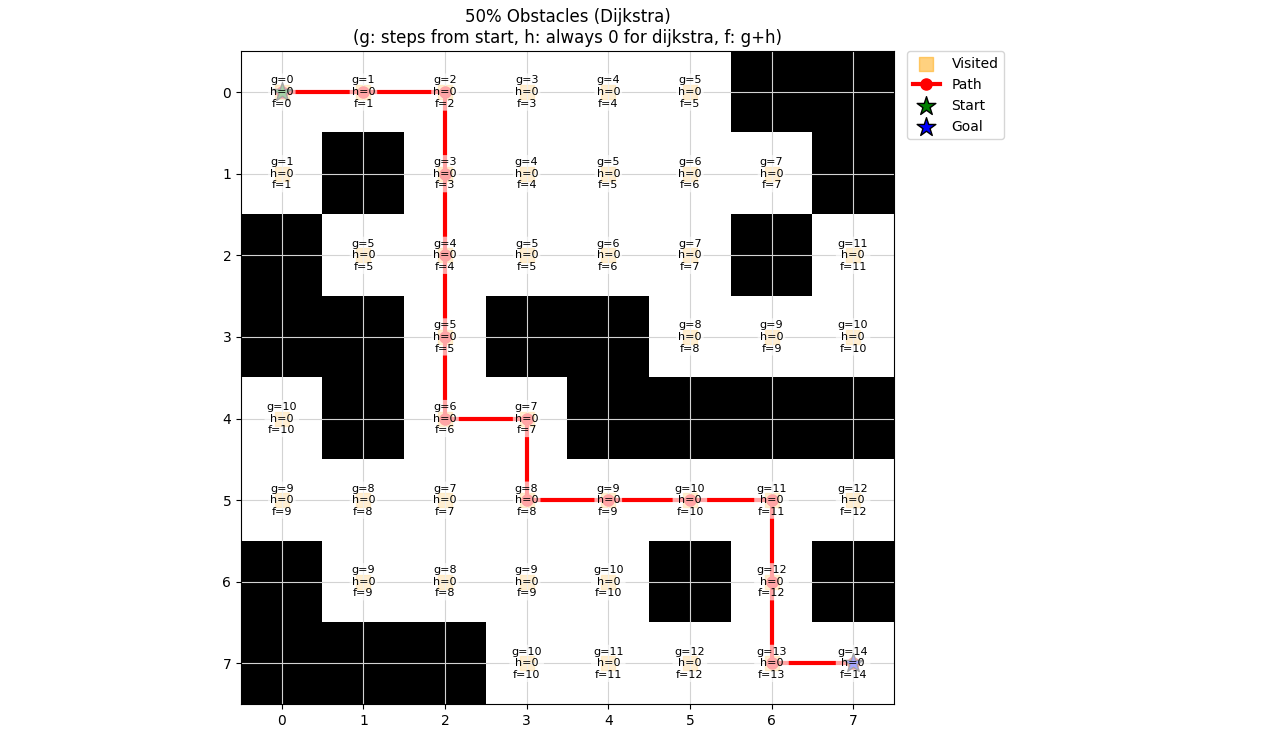 50% Obstacles (Dijkstra)
(g: steps from start, h: always 0 for dijkstra, f: g+h)
g=0 g=1 g=2 g=3 g=4 g=5
0 h=0 h=0 h=0 h=0 h=0 h=0
f=0 f=1 f=2 f=3 f=4 f=5
g=1 g=3 g=4 g=5 g=6 g=7
1 h=0 h=0 h=0 h=0 h=0 h=0
f=1 f=3 f=4 f=5 f=6 f=7
g=5 g=4 g=5 g=6 g=7 g=11
2 h=0 h=0 h=0 h=0 h=0 h=0
f=5 f=4 f=5 f=6 f=7 f=11
g=5 g=8 g=9 g=10
3 h=0 h=0 h=0 h=0
f=5 f=8 f=9 f=10
g=10 g=6 g=7
4 h=0 h=0 h=0
f=10 f=6 f=7
g=9 g=8 g=7 g=8 g=9 g=10 g=11 g=12
5 h=0 h=0 h=0 h=0 h=0 h=0 h=0 h=0
f=9 f=8 f=7 f=8 f=9 f=10 f=11 f=12
g=9 g=8 g=9 g=10 g=12
6 h=0 h=0 h=0 h=0 h=0
f=9 f=8 f=9 f=10 f=12
g=10 g=11 g=12 g=13 g=14
7 h=0 h=0 h=0 h=0 h=0
f=10 f=11 f=12 f=13 f=14
0 1 2 3 4 5 6 7
Visited
Path
Start
Goal